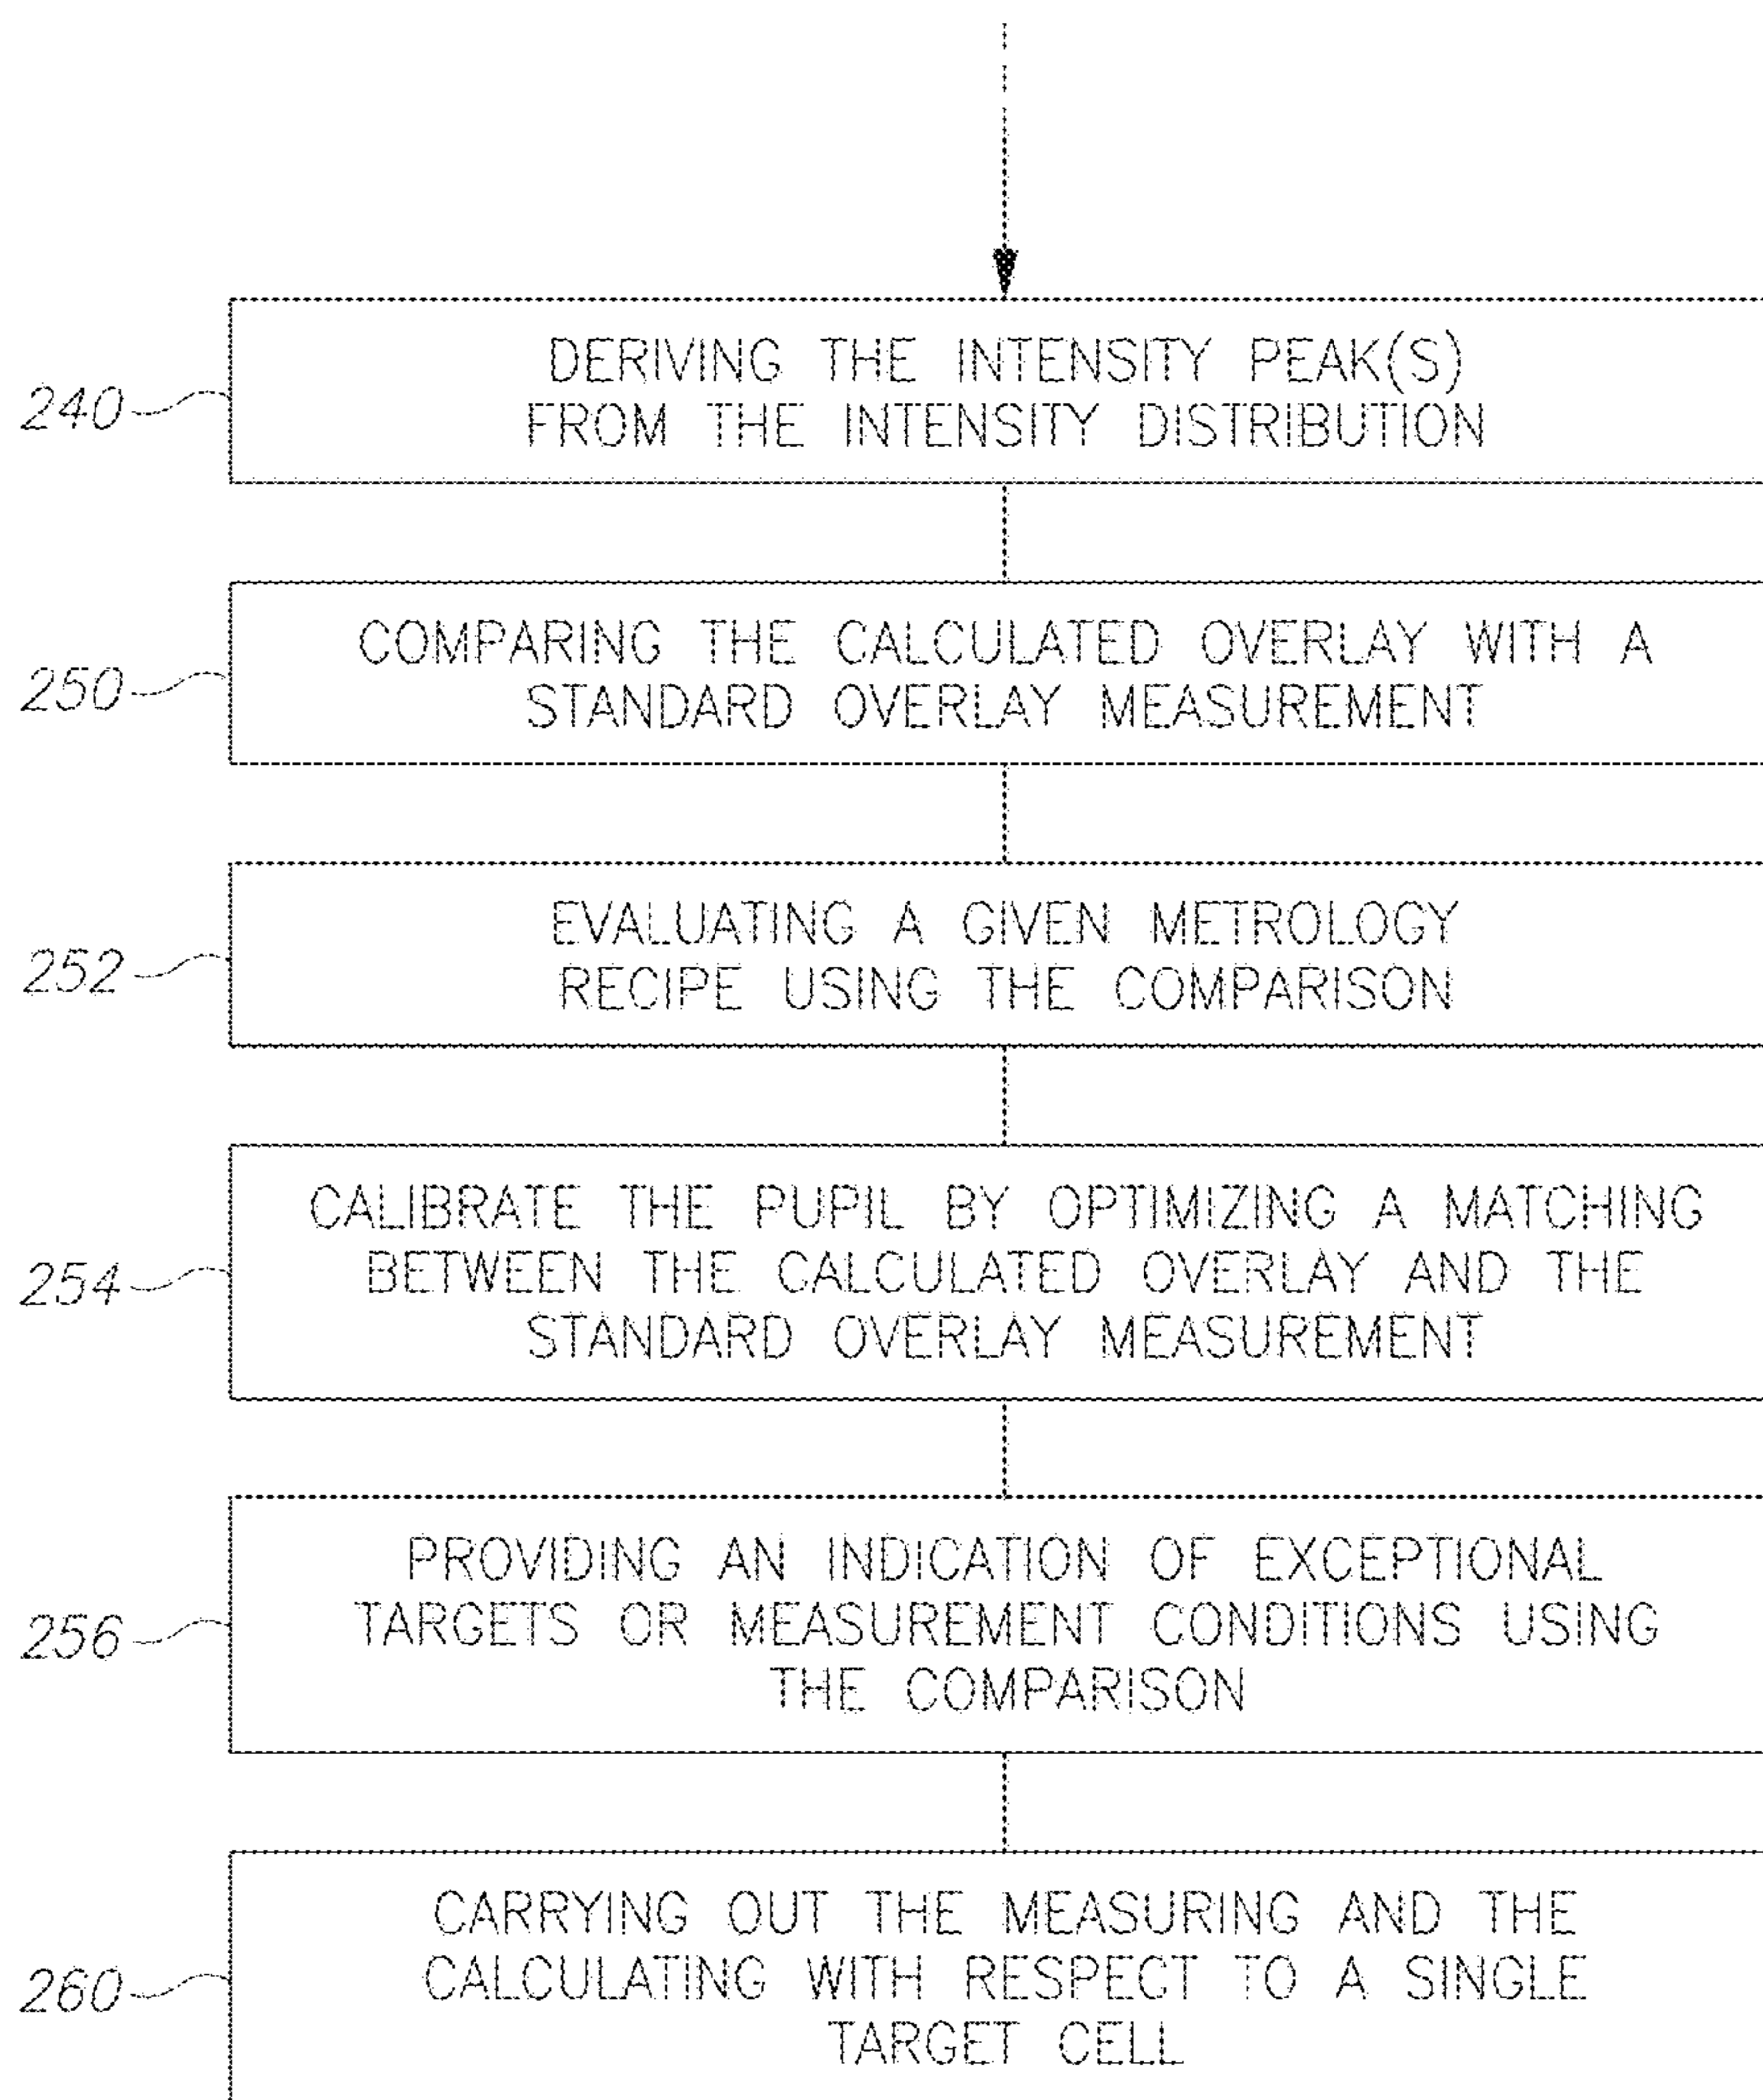 240
DERIVING THE INTENSITY PEAK(S)
FROM THE INTENSITY DISTRIBUTION
250
COMPARING THE CALCULATED OVERLAY WITH A
STANDARD OVERLAY MEASUREMENT
252
EVALUATING A GIVEN METROLOGY
RECIPE USING THE COMPARISON
254
CALIBRATE THE PUPIL BY OPTIMIZING A MATCHING
BETWEEN THE CALCULATED OVERLAY AND THE
STANDARD OVERLAY MEASUREMENT
256
PROVIDING AN INDICATION OF EXCEPTIONAL
TARGETS OR MEASUREMENT CONDITIONS USING
THE COMPARISON
260
CARRYING OUT THE MEASURING AND THE
CALCULATING WITH RESPECT TO A SINGLE
TARGET CELL